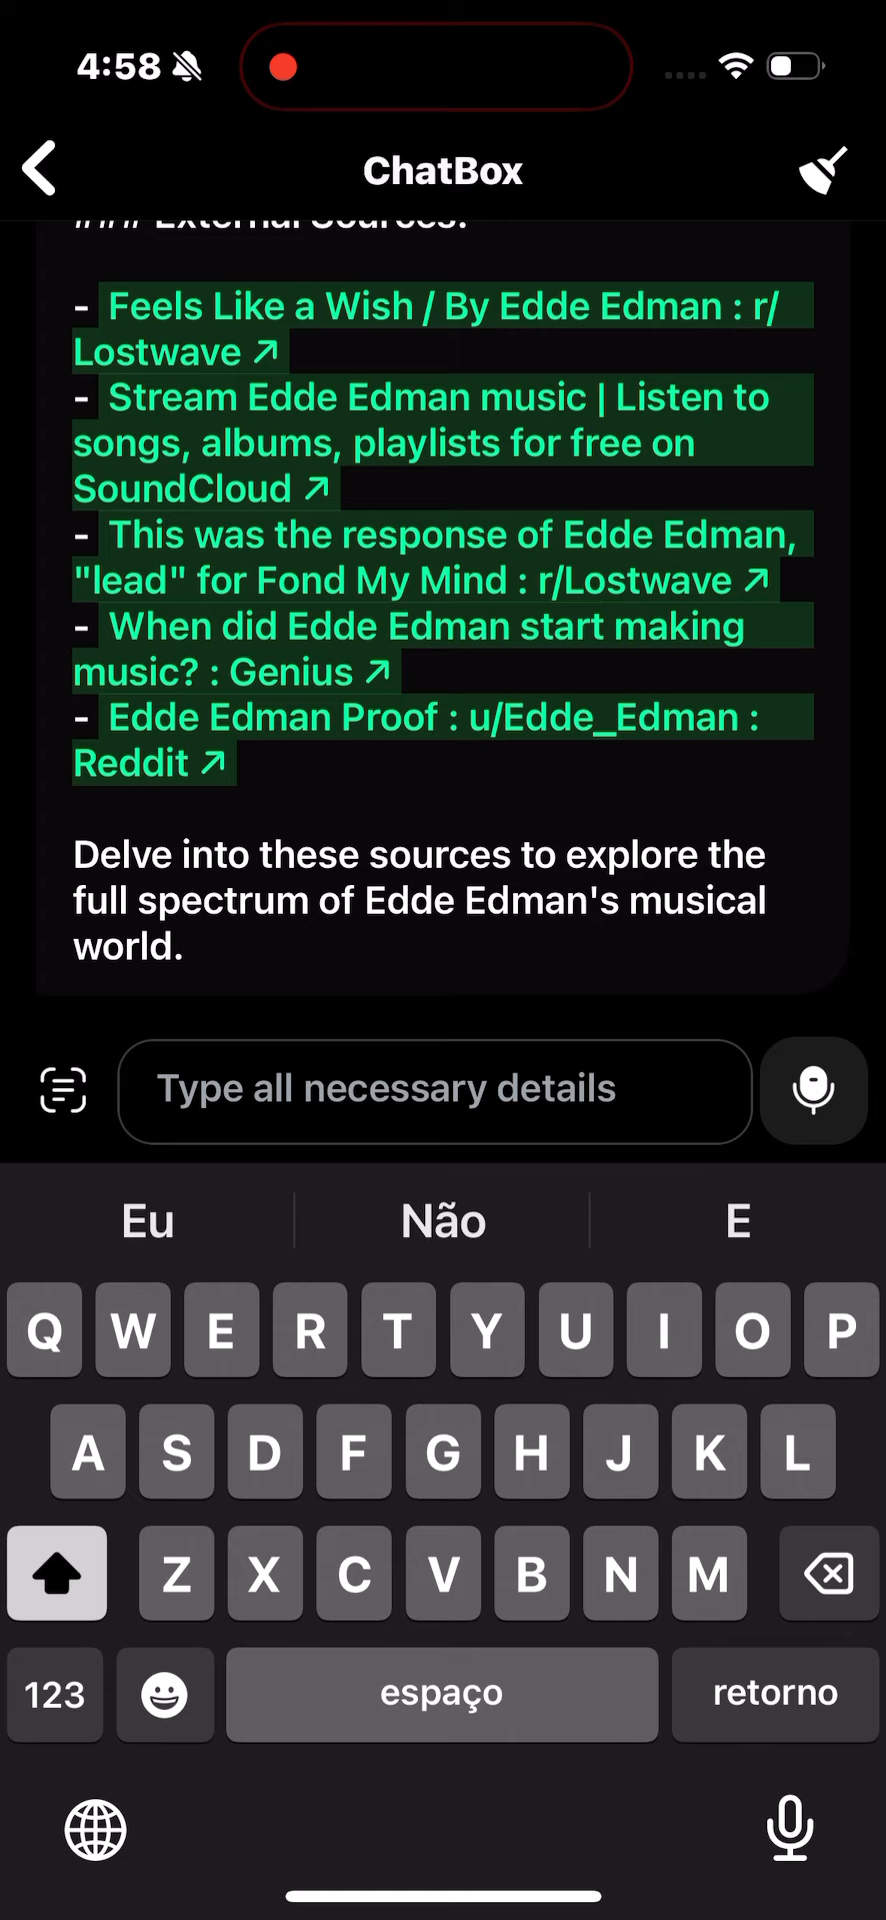 4:58
ChatBox
### External Sources:
- Feels Like a Wish / By Edde Edman : r/
Lostwave ↗
- Stream Edde Edman music | Listen to
songs, albums, playlists for free on
SoundCloud ↗
- This was the response of Edde Edman,
"lead" for Fond My Mind : r/Lostwave ↗
- When did Edde Edman start making
music? : Genius ↗
- Edde Edman Proof : u/Edde_Edman :
Reddit ↗
Delve into these sources to explore the
full spectrum of Edde Edman's musical
world.
Type all necessary details
Eu Não E
Q W E R T Y U I O P
A S D F G H J K L
Z X C V B N M
123 espaço retorno